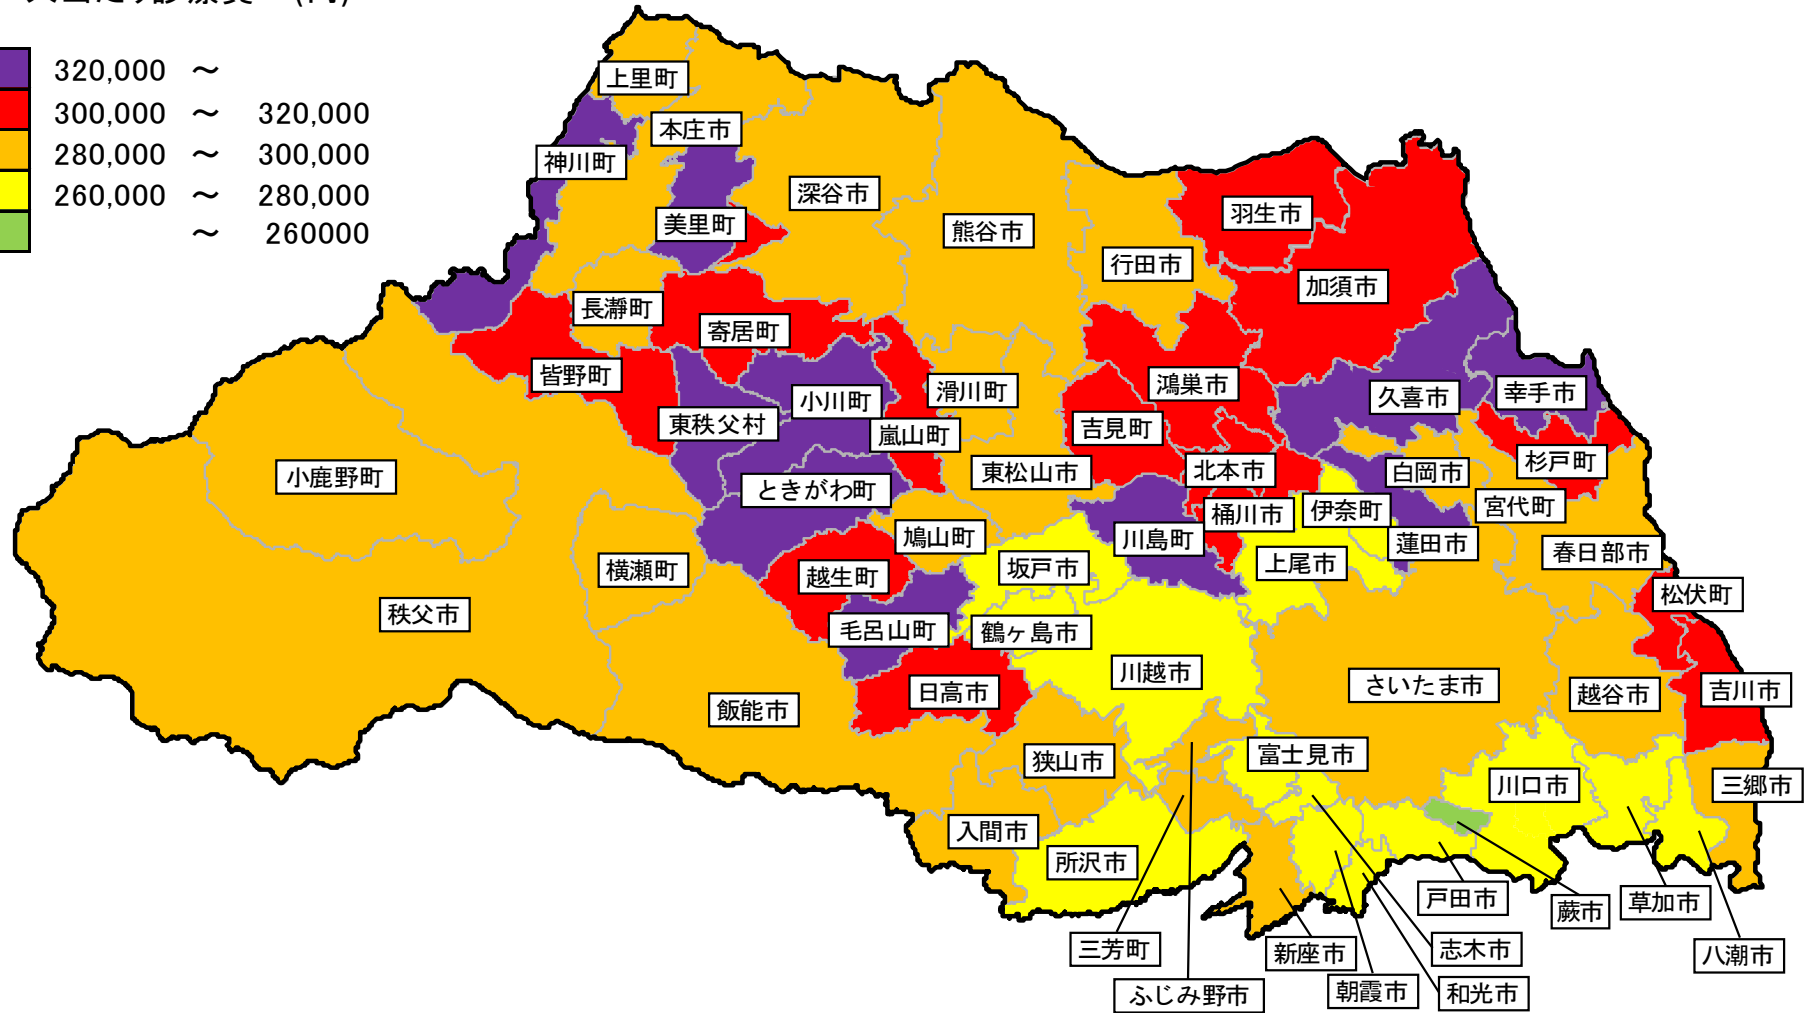 320,000 ～
300,000 ～ 320,000
280,000 ～ 300,000
260,000 ～ 280,000
～ 260000
上里町
本庄市
神川町
美里町
深谷市
熊谷市
行田市
羽生市
加須市
長瀞町
寄居町
皆野町
東秩父村
小川町
嵐山町
滑川町
吉見町
鴻巣市
久喜市
幸手市
小鹿野町
ときがわ町
東松山市
北本市
桶川市
伊奈町
白岡市
杉戸町
宮代町
横瀬町
鳩山町
越生町
坂戸市
川島町
上尾市
蓮田市
春日部市
松伏町
秩父市
毛呂山町
鶴ヶ島市
川越市
さいたま市
越谷市
吉川市
飯能市
日高市
狭山市
富士見市
川口市
三郷市
入間市
所沢市
戸田市
蕨市
草加市
三芳町
新座市
志木市
八潮市
ふじみ野市
朝霞市
和光市